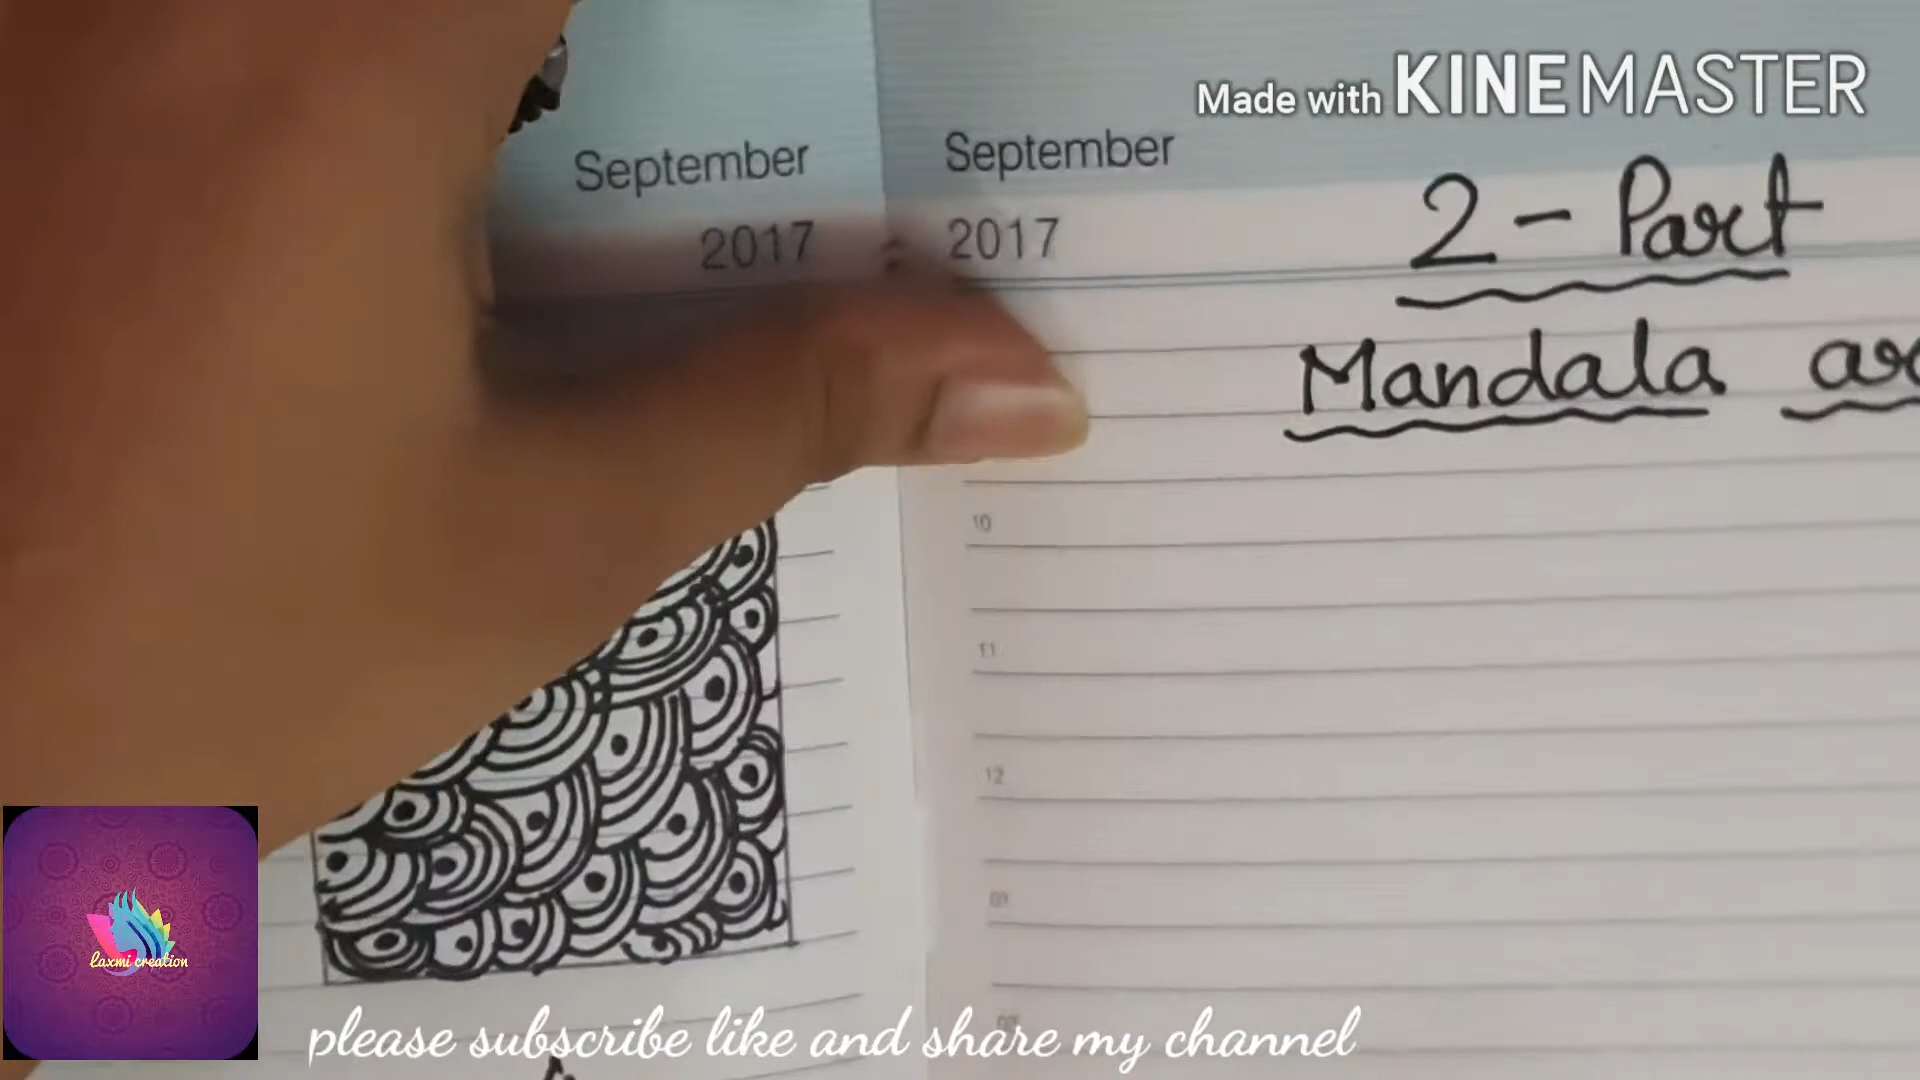 Made with KINEMASTER
September
2017
September
2017
2 - Part
Mandala
10
11
12
01
Laxmi creation
please subscribe like and share my channel